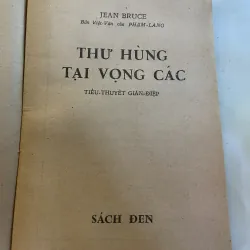 JEAN BRUCE
Bản Việt-Văn của PHẠM-LANG
THƯ HÙNG
TẠI VỌNG CÁC
TIỂU-THUYẾT GIÁN-ĐIỆP
SÁCH ĐEN